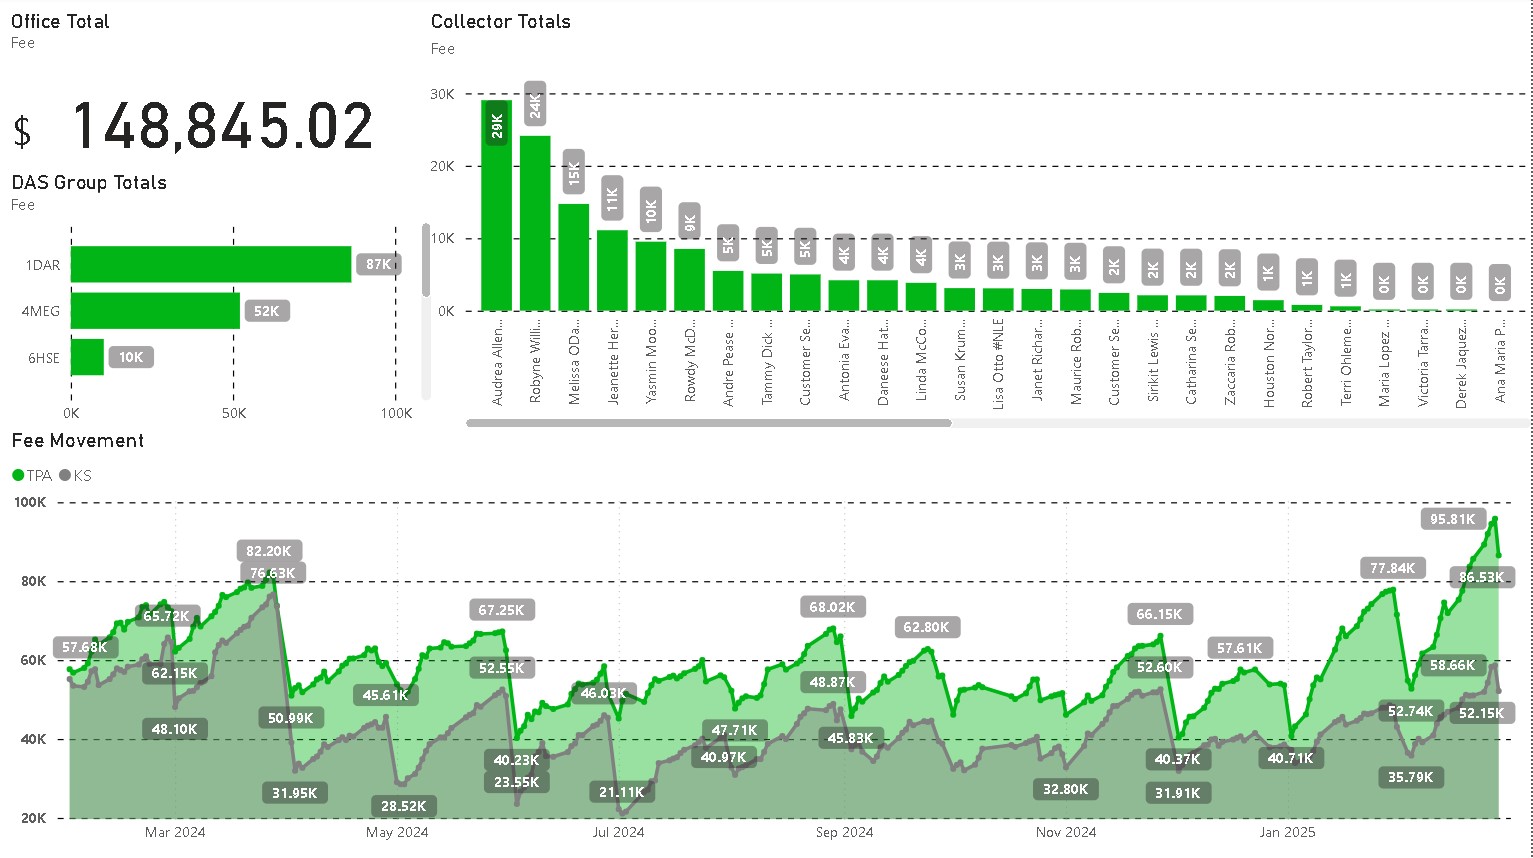 Office Total
Fee
$ 148,845.02
DAS Group Totals
Fee
1DAR 87K
4MEG 52K
6HSE 10K
0K 50K 100K
Collector Totals
Fee
30K
20K
10K
0K
29K 24K 15K 11K 10K 9K 5K 5K 5K 4K 4K 4K 3K 3K 3K 3K 2K 2K 2K 2K 1K 1K 1K 0K 0K 0K 0K
Audrea Allen...
Robyne Willi...
Melissa ODa...
Jeanette Her...
Yasmin Moo...
Rowdy McD...
Andre Pease ...
Tammy Dick ...
Customer Se...
Antonia Eva...
Daneese Hat...
Linda McCo...
Susan Krum...
Lisa Otto #NLE
Janet Richar...
Maurice Rob...
Customer Se...
Sirikit Lewis ...
Catharina Se...
Zaccaria Rob...
Houston Nor...
Robert Taylor...
Terri Ohleme...
Maria Lopez ...
Victoria Tarra...
Derek Jaquez...
Ana Maria P...
Fee Movement
TPA KS
100K
80K
60K
40K
20K
57.68K
65.72K
62.15K
48.10K
82.20K
76.63K
50.99K
31.95K
45.61K
28.52K
67.25K
52.55K
40.23K
23.55K
46.03K
21.11K
47.71K
40.97K
68.02K
48.87K
45.83K
62.80K
32.80K
66.15K
52.60K
40.37K
31.91K
57.61K
40.71K
77.84K
52.74K
35.79K
95.81K
86.53K
58.66K
52.15K
Mar 2024 May 2024 Jul 2024 Sep 2024 Nov 2024 Jan 2025